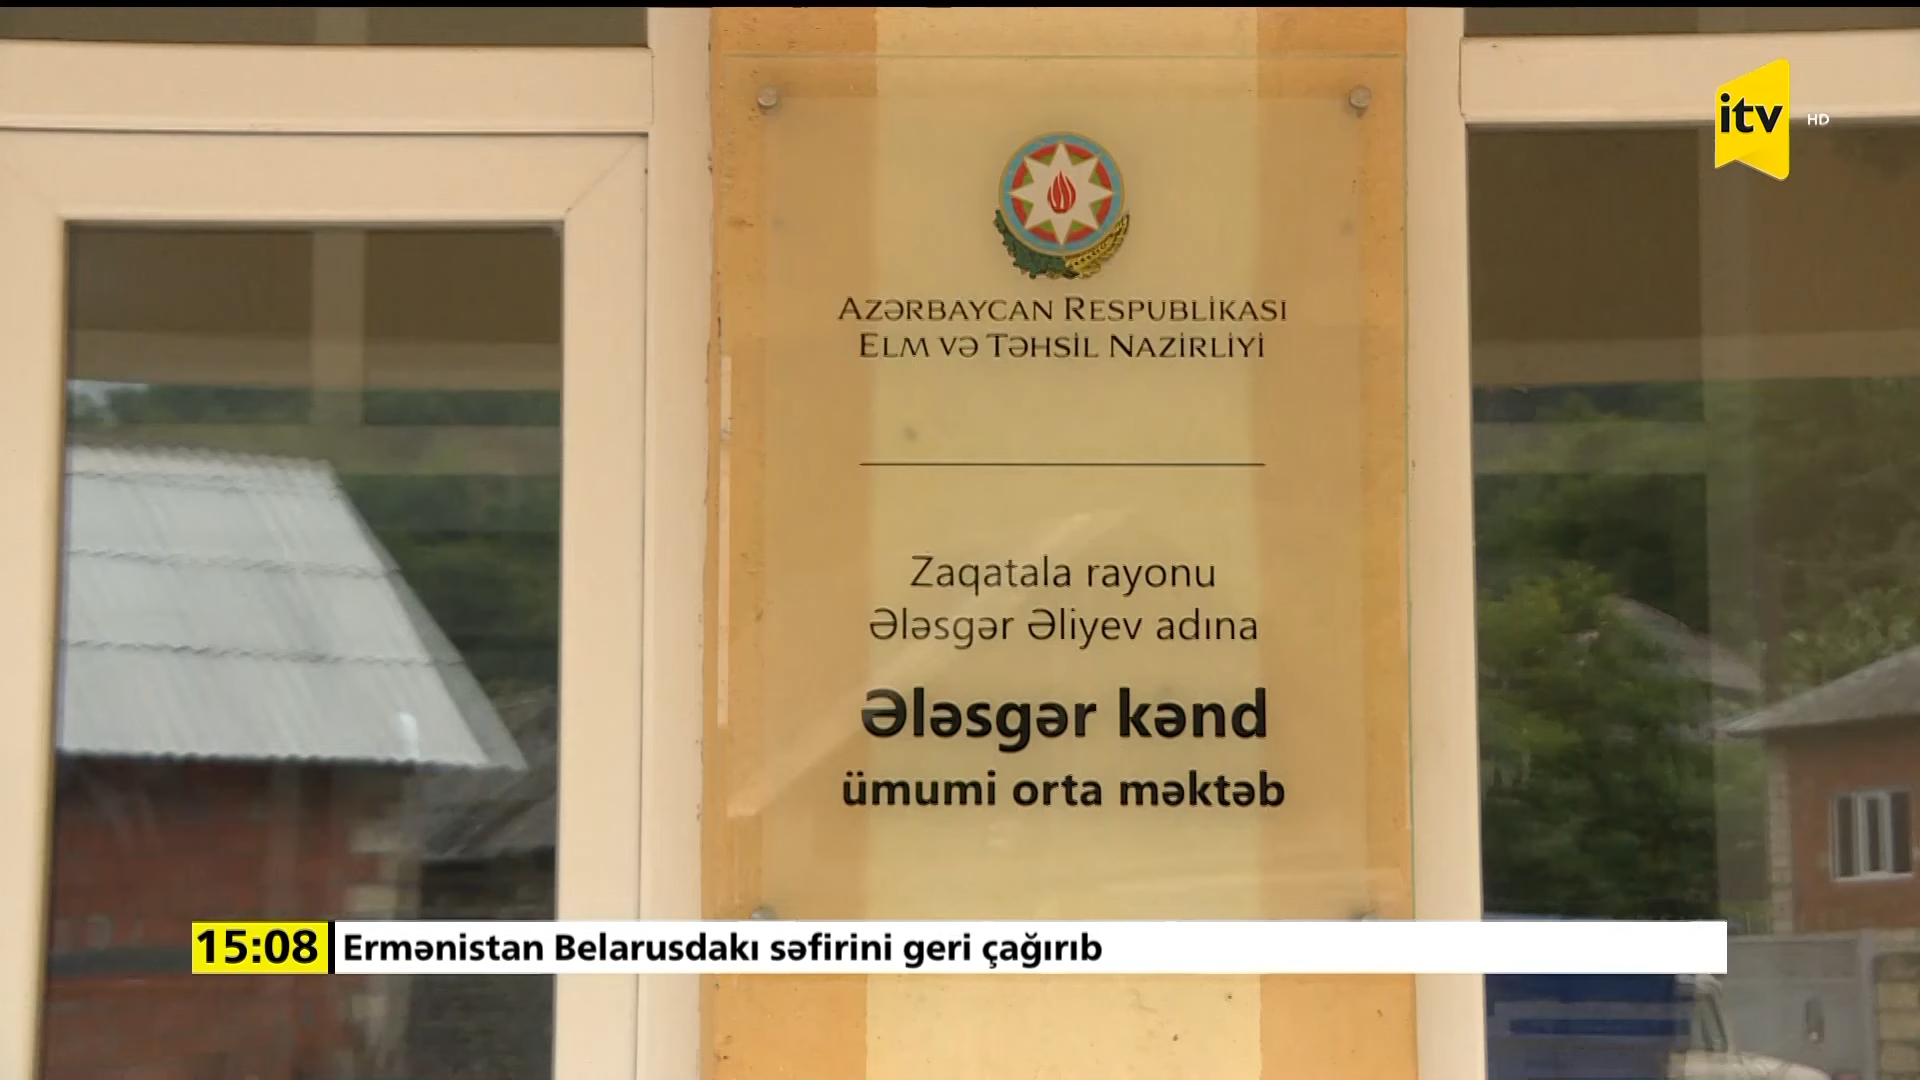 itv HD
AZƏRBAYCAN RESPUBLİKASI
ELM VƏ TƏHSİL NAZİRLİYİ
Zaqatala rayonu
Ələsgər Əliyev adına
Ələsgər kənd
ümumi orta məktəb
15:08 Ermənistan Belarusdakı səfirini geri çağırıb